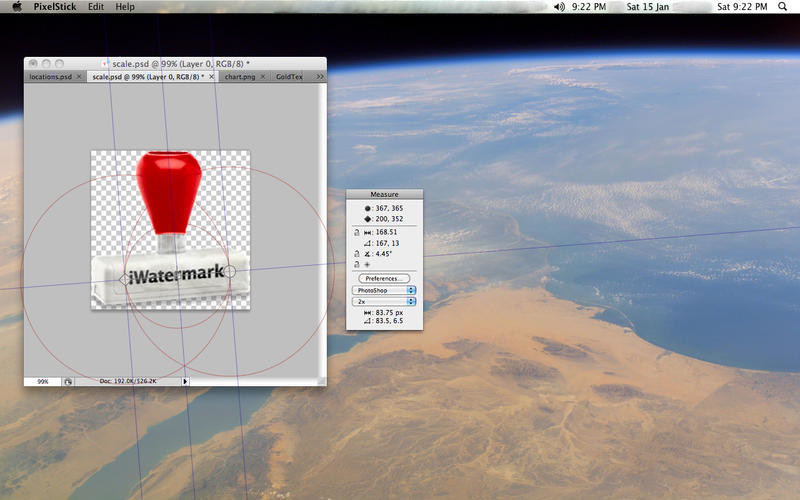 PixelStick Edit Help 9:22 PM Sat 15 Jan Sat 9:22 PM
scale.psd @ 99% (Layer 0, RGB/8) *
locations.psd × scale.psd @ 99% (Layer 0, RGB/8) * × chart.png × GoldTex >>
iWatermark
99% Doc: 192.0K/526.2K
Measure
: 367, 365
: 200, 352
: 168.51
: 167, 13
: 4.45°
Preferences...
PhotoShop
2x
: 83.75 px
: 83.5, 6.5